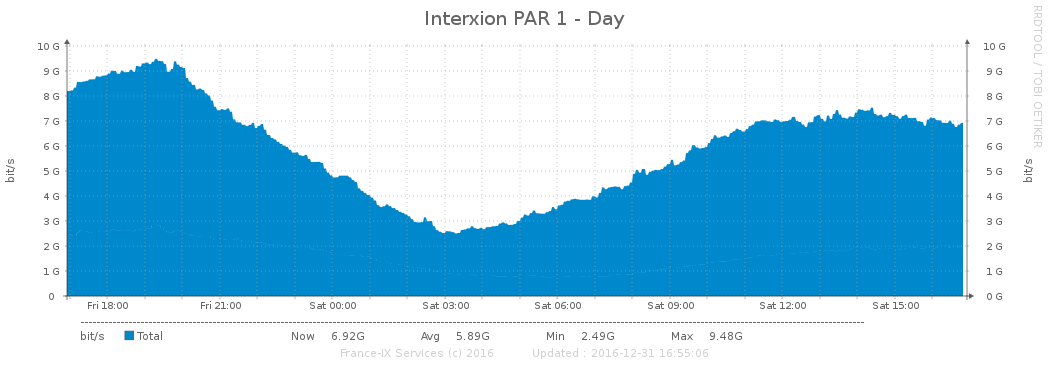 Interxion PAR 1 - Day
RRDTOOL / TOBI OETIKER
bit/s
10 G
9 G
8 G
7 G
6 G
5 G
4 G
3 G
2 G
1 G
0
10 G
9 G
8 G
7 G
6 G
5 G
4 G
3 G
2 G
1 G
0 G
bit/s
Fri 18:00 Fri 21:00 Sat 00:00 Sat 03:00 Sat 06:00 Sat 09:00 Sat 12:00 Sat 15:00
bit/s Total Now 6.92G Avg 5.89G Min 2.49G Max 9.48G
France-IX Services (c) 2016 Updated : 2016-12-31 16:55:06